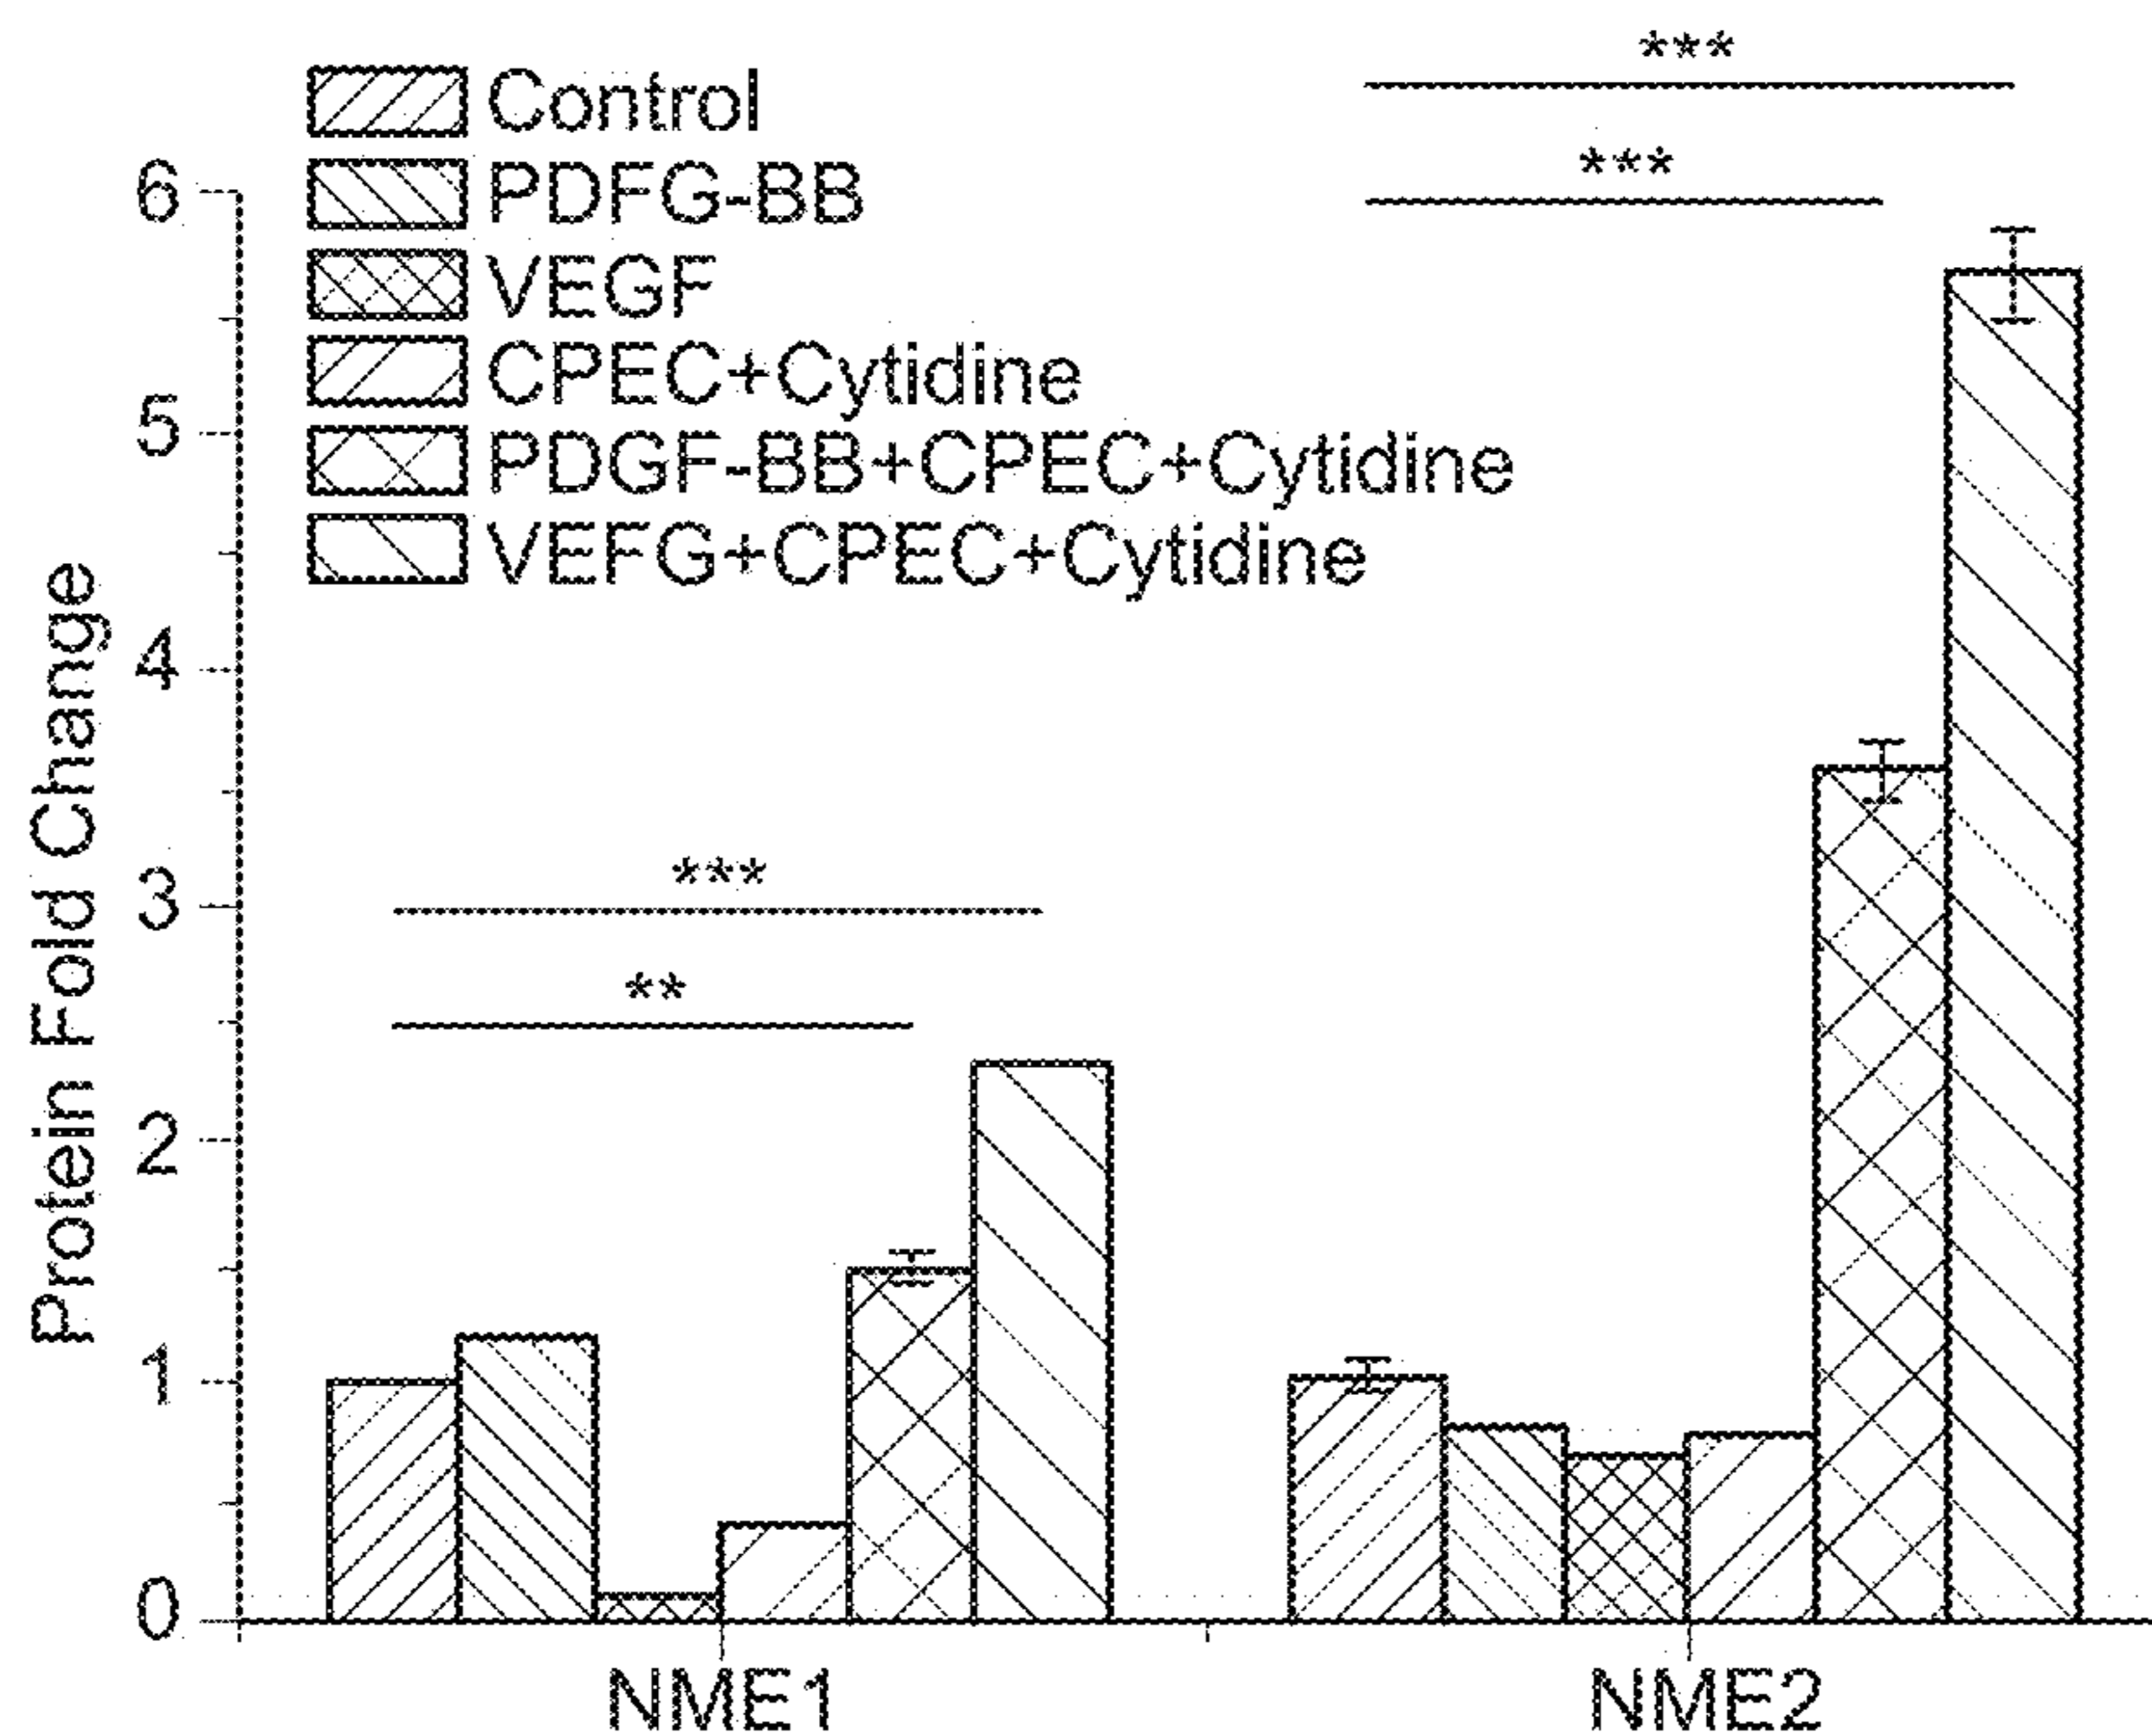 Control
PDFG-BB
VEGF
CPEC+Cytidine
PDGF-BB+CPEC+Cytidine
VEFG+CPEC+Cytidine
Protein Fold Change
6
5
4
3
2
1
0
***
**
***
***
NME1
NME2